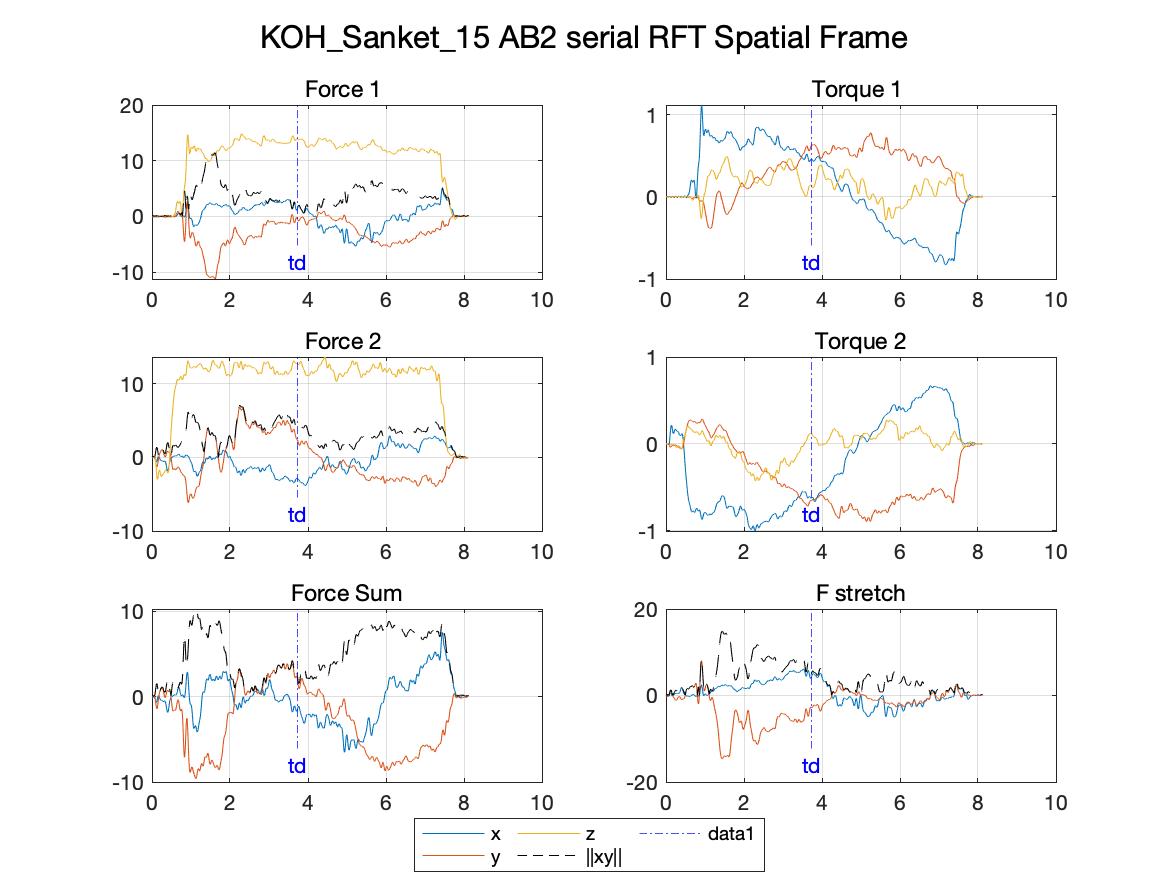 KOH_Sanket_15 AB2 serial RFT Spatial Frame
Force 1
20
10
0
-10
0 2 4 6 8 10
td
Torque 1
1
0
-1
0 2 4 6 8 10
td
Force 2
10
0
-10
0 2 4 6 8 10
td
Torque 2
1
0
-1
0 2 4 6 8 10
td
Force Sum
10
0
-10
0 2 4 6 8 10
td
F stretch
20
0
-20
0 2 4 6 8 10
td
x z data1
y ||xy||